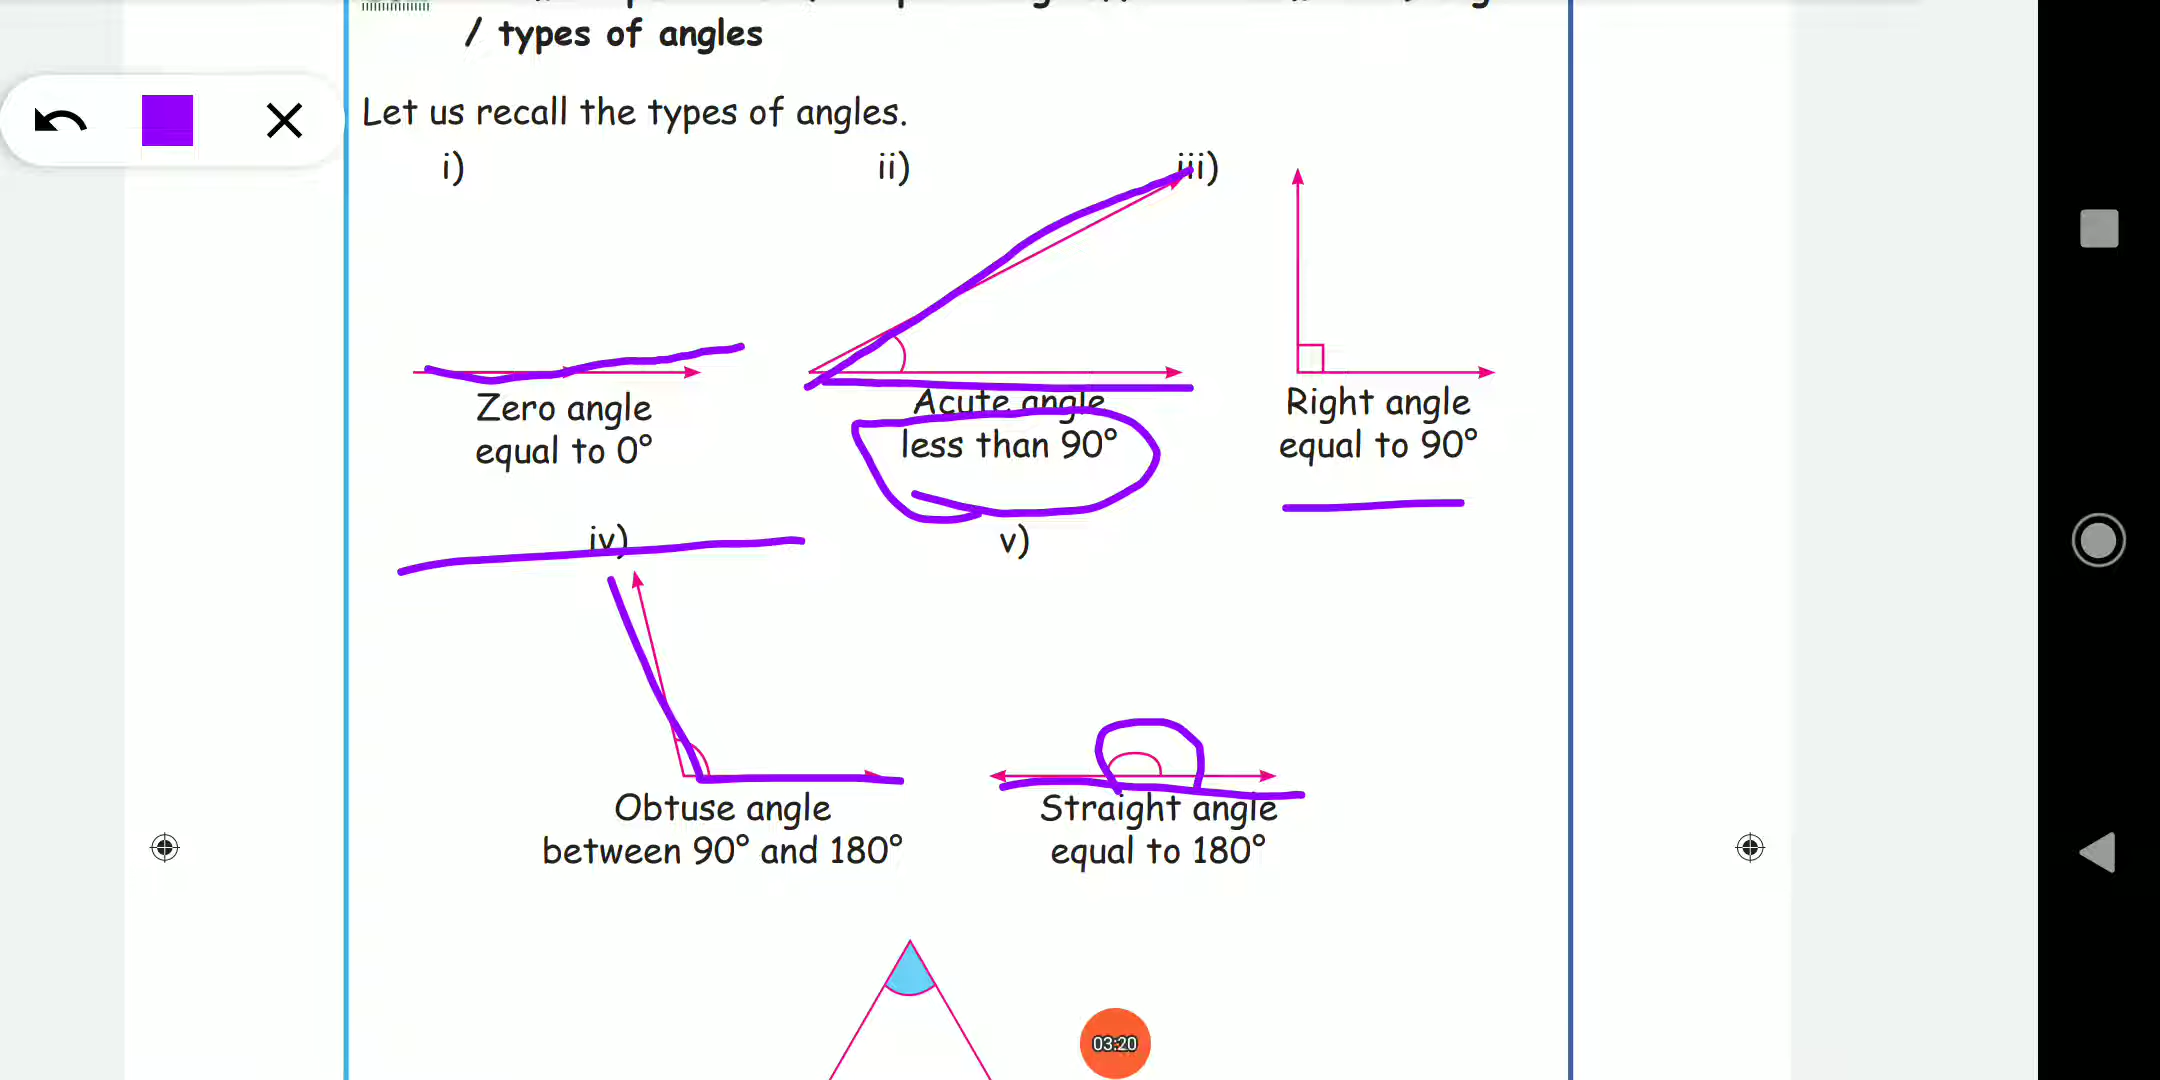 / types of angles
Let us recall the types of angles.
i)
ii)
iii)
Zero angle
equal to 0°
Acute angle
less than 90°
Right angle
equal to 90°
iv)
v)
Obtuse angle
between 90° and 180°
Straight angle
equal to 180°
03:20